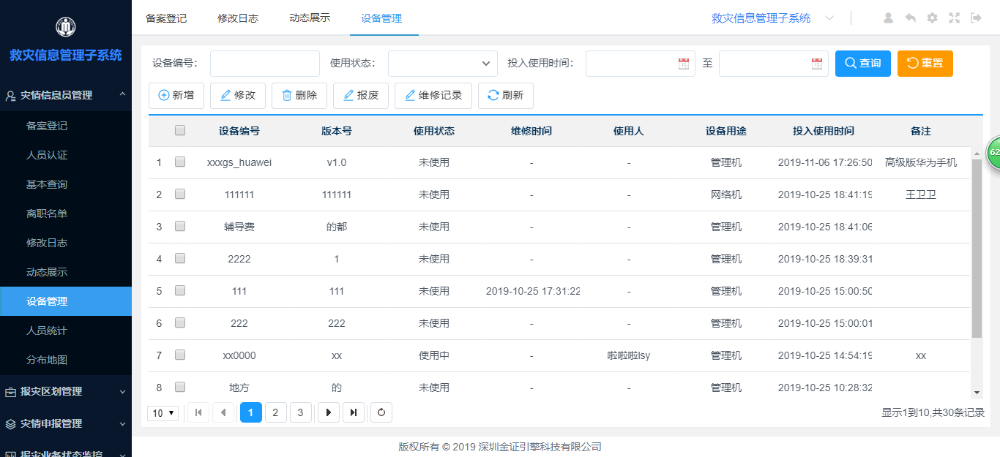 救灾信息管理子系统
灾情信息员管理
备案登记
人员认证
基本查询
离职名单
修改日志
动态展示
设备管理
人员统计
分布地图
报灾区划管理
灾情申报管理
报灾业务状态监控
备案登记 修改日志 动态展示 设备管理 救灾信息管理子系统
设备编号: 使用状态: 投入使用时间: 至 查询 重置
新增 修改 删除 报废 维修记录 刷新
设备编号 版本号 使用状态 维修时间 使用人 设备用途 投入使用时间 备注
1 xxxgs_huawei v1.0 未使用 - - 管理机 2019-11-06 17:26:50 高级版华为手机
2 111111 111111 未使用 - - 网络机 2019-10-25 18:41:19 王卫卫
3 辅导费 的都 未使用 - - 管理机 2019-10-25 18:41:06
4 2222 1 未使用 - - 管理机 2019-10-25 18:39:31
5 111 111 未使用 2019-10-25 17:31:22 - 管理机 2019-10-25 15:00:50
6 222 222 未使用 - - 管理机 2019-10-25 15:00:01
7 xx0000 xx 使用中 - 啦啦啦lsy 管理机 2019-10-25 14:54:19 xx
8 地方 的 未使用 - - 管理机 2019-10-25 10:28:32
10 1 2 3 显示1到10,共30条记录
版权所有 © 2019 深圳金证引擎科技有限公司
62